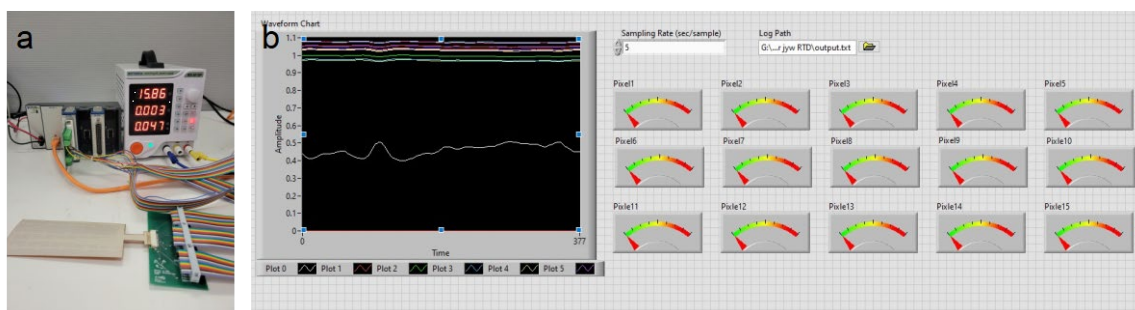 a
15.86
0.003
0.047
b
Waveform Chart
1.1
1
0.9
0.8
0.7
0.6
0.5
0.4
0.3
0.2
0.1
0
Amplitude
0
377
Time
Plot 0 Plot 1 Plot 2 Plot 3 Plot 4 Plot 5
Sampling Rate (sec/sample)
5
Log Path
G:\...r jyw RTD\output.txt
Pixel1 Pixel2 Pixel3 Pixel4 Pixel5
Pixel6 Pixel7 Pixel8 Pixel9 Pixle10
Pixle11 Pixle12 Pixle13 Pixle14 Pixle15